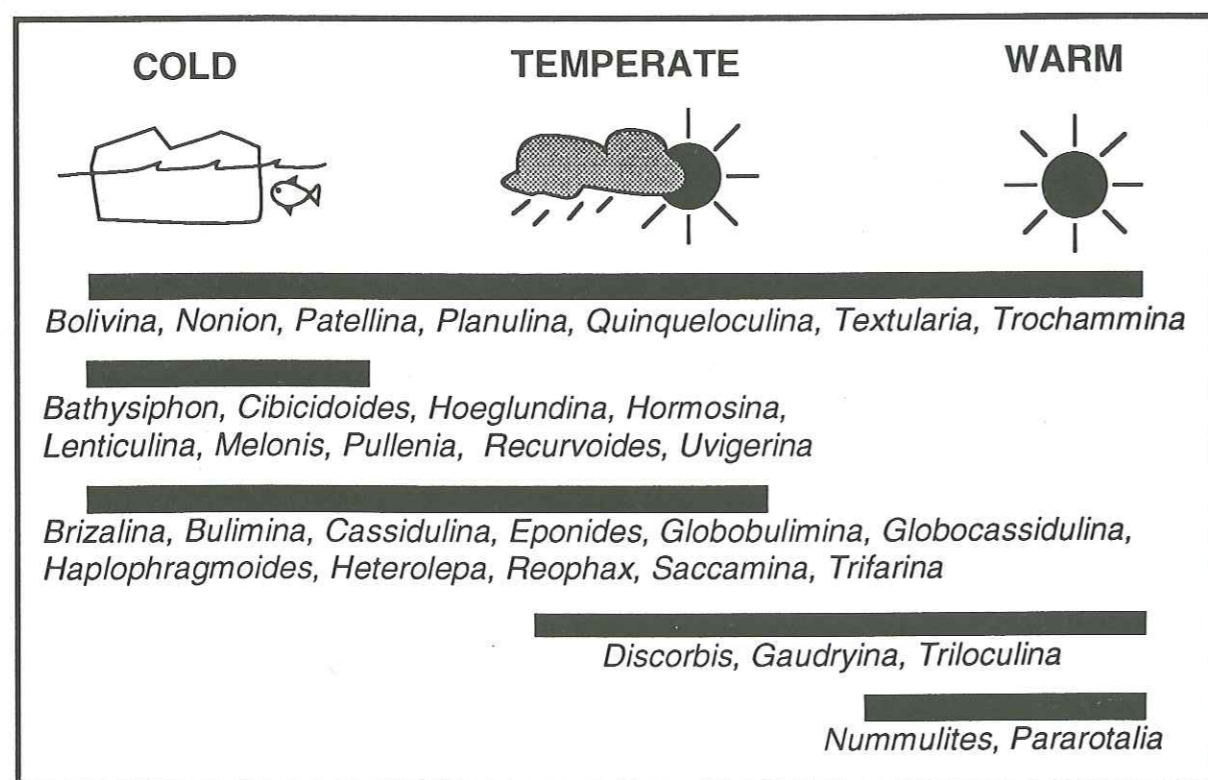 COLD TEMPERATE WARM
Bolivina, Nonion, Patellina, Planulina, Quinqueloculina, Textularia, Trochammina
Bathysiphon, Cibicidoides, Hoeglundina, Hormosina,
Lenticulina, Melonis, Pullenia, Recurvoides, Uvigerina
Brizalina, Bulimina, Cassidulina, Eponides, Globobulimina, Globocassidulina,
Haplophragmoides, Heterolepa, Reophax, Saccamina, Trifarina
Discorbis, Gaudryina, Triloculina
Nummulites, Pararotalia